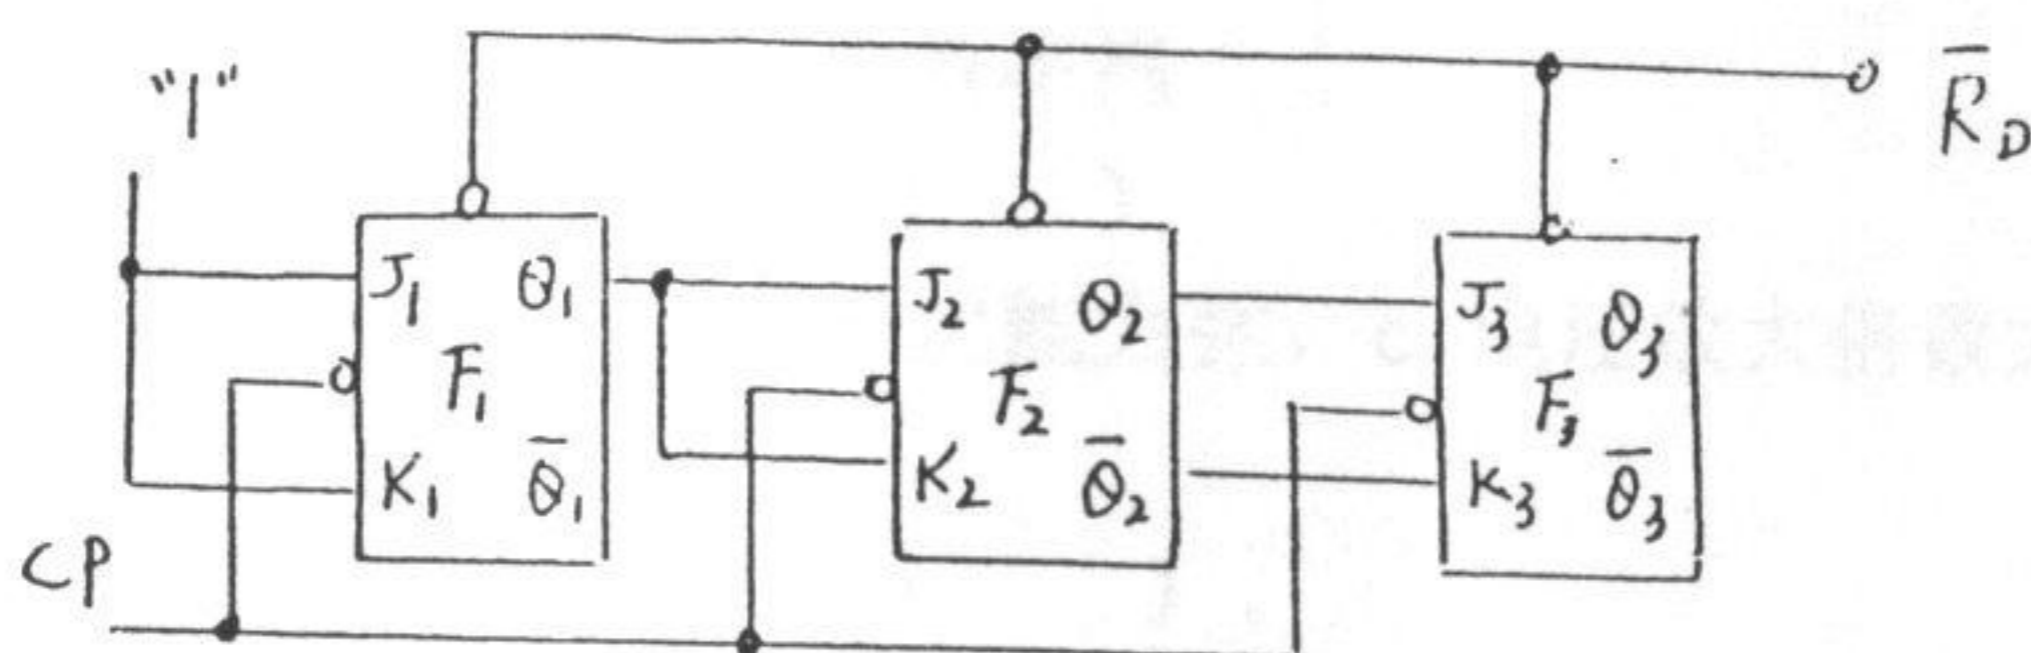 "1"
R̅D
J1 Q1
J2 Q2
J3 Q3
F1
F2
F3
K1 Q̅1
K2 Q̅2
K3 Q̅3
CP